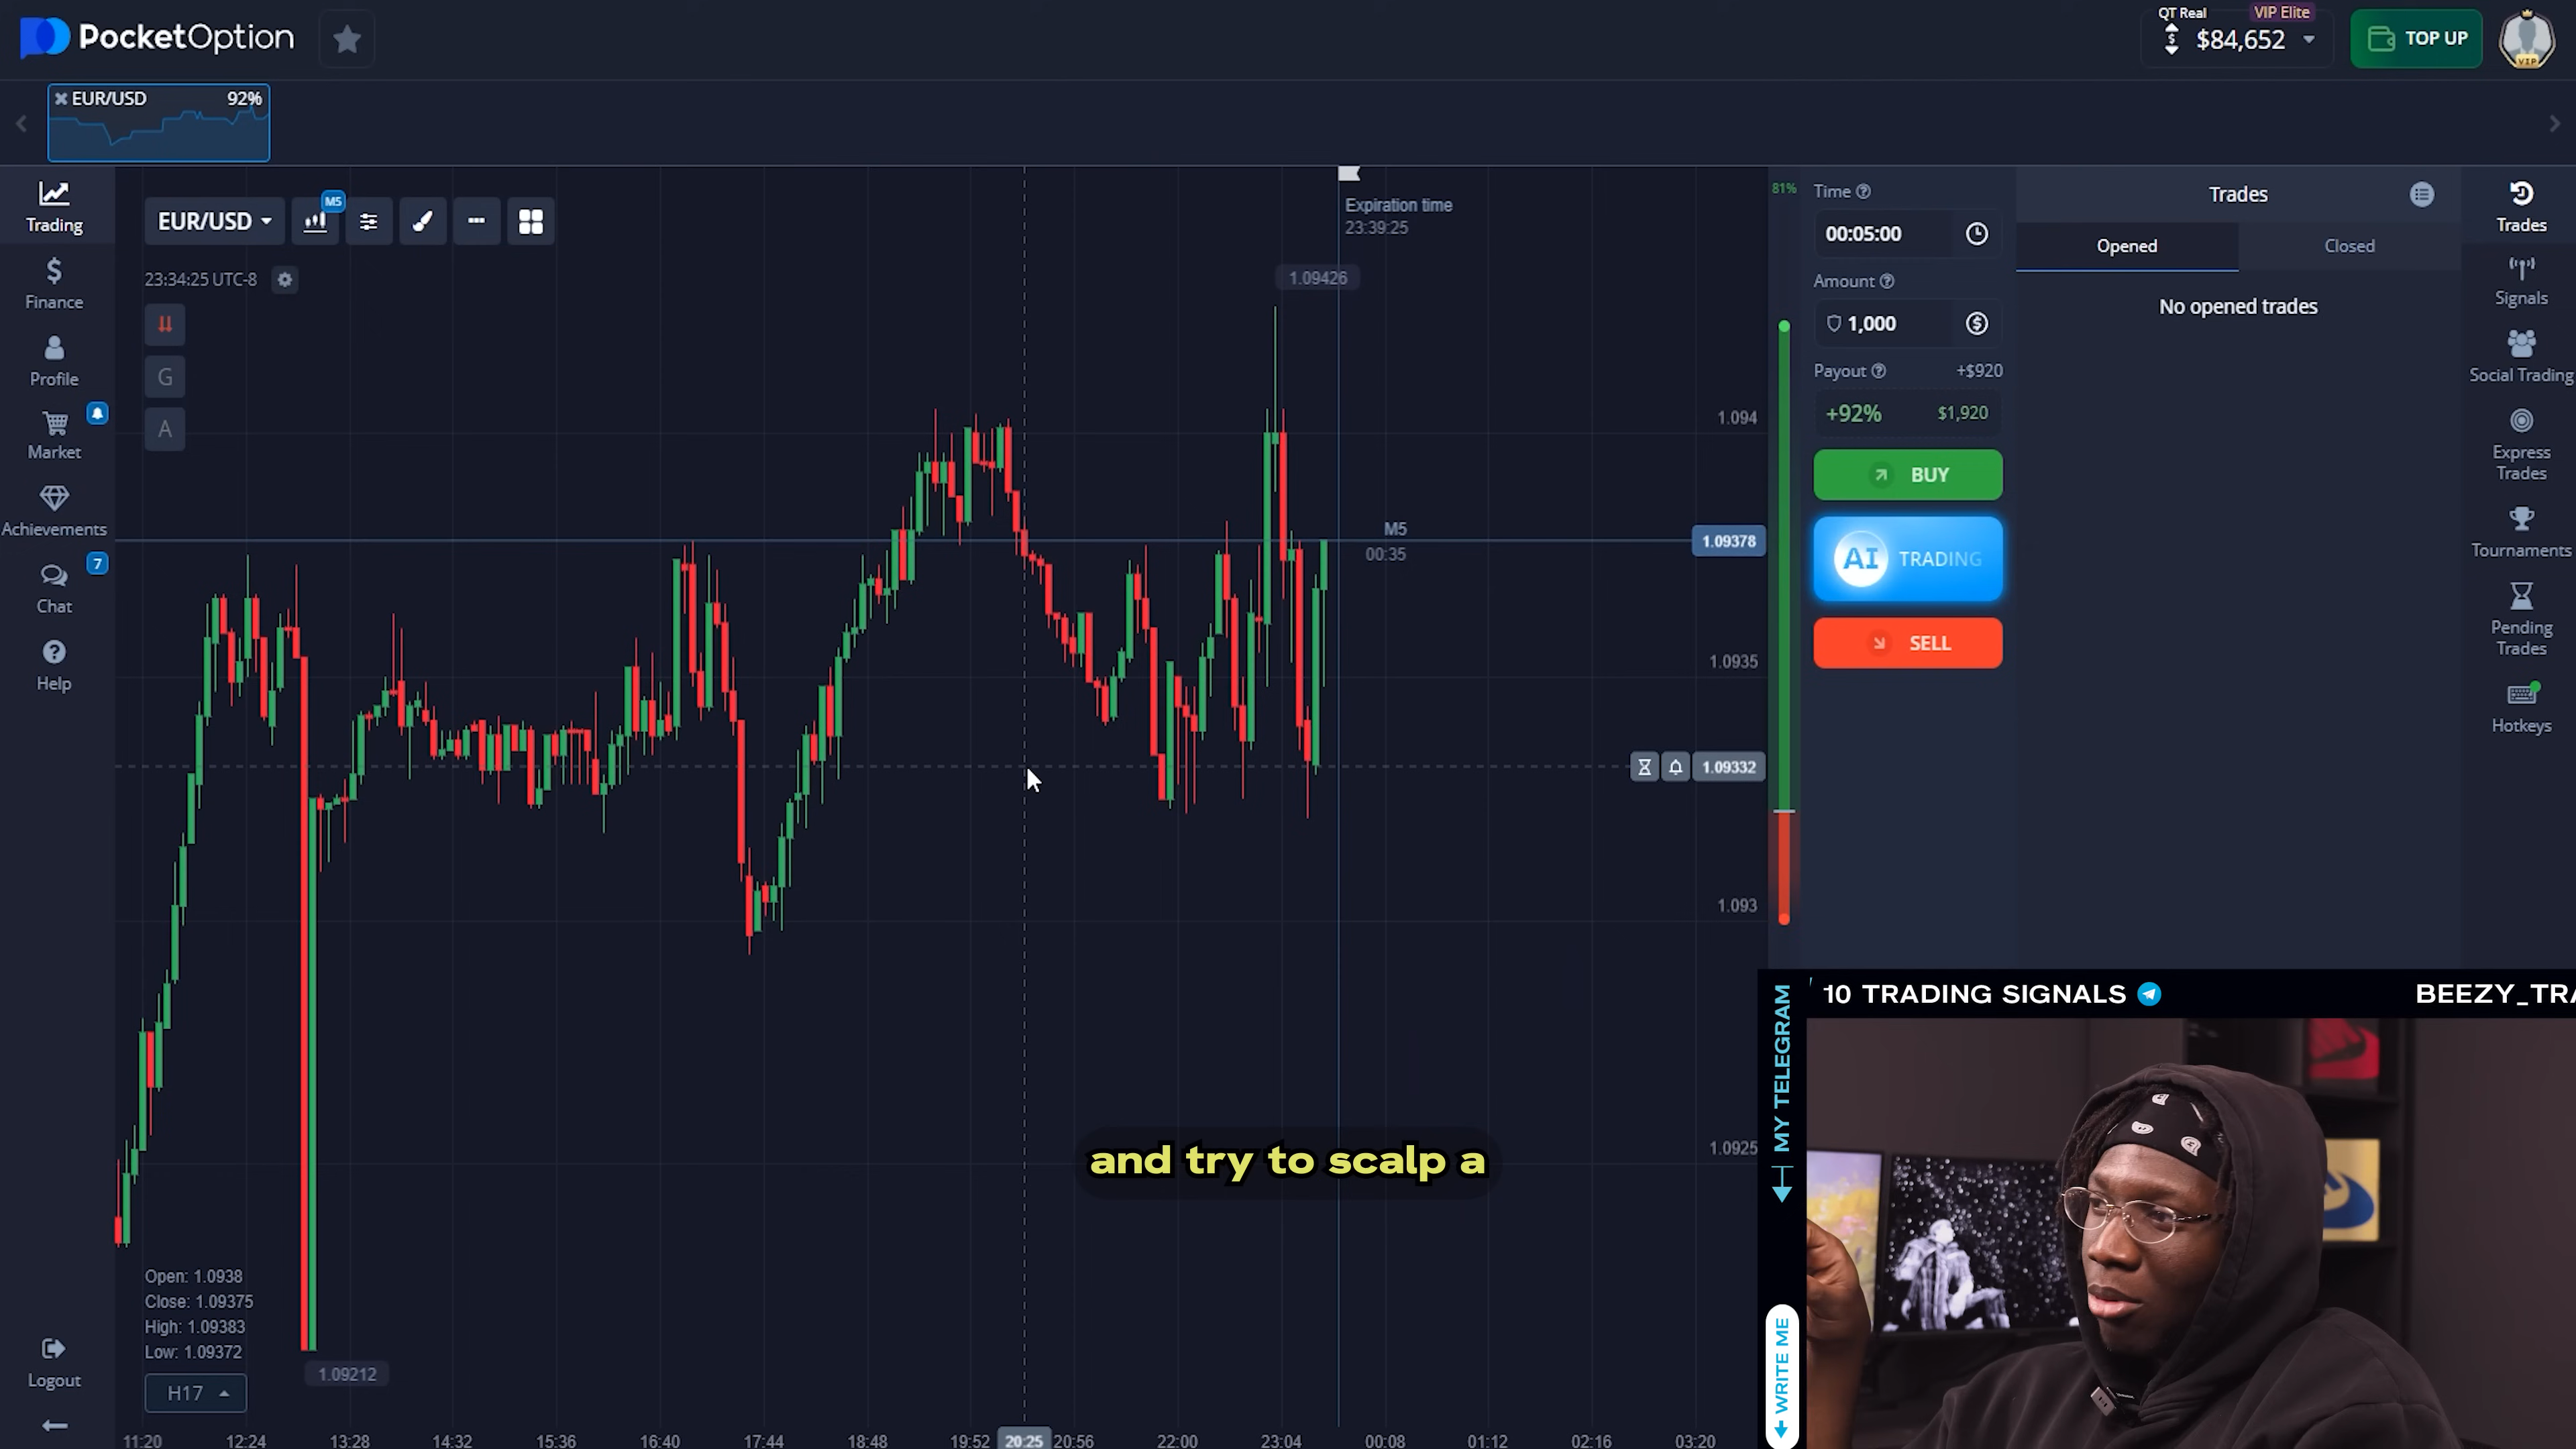 PocketOption
QT Real
VIP Elite
$84,652
TOP UP
VIP
EUR/USD
92%
Trading
Finance
Profile
Market
Achievements
7
Chat
Help
Logout
EUR/USD
M5
23:34:25 UTC-8
G
A
Expiration time
23:39:25
1.09426
81%
1.094
M5
00:35
1.09378
1.0935
1.09332
1.093
1.0925
1.09212
Open: 1.0938
Close: 1.09375
High: 1.09383
Low: 1.09372
H17
11:20
12:24
13:28
14:32
15:36
16:40
17:44
18:48
19:52
20:25
20:56
22:00
23:04
00:08
01:12
02:16
03:20
Time
00:05:00
Amount
1,000
Payout
+$920
+92%
$1,920
BUY
AI TRADING
SELL
Trades
Opened
Closed
No opened trades
Trades
Signals
Social Trading
Express
Trades
Tournaments
Pending
Trades
Hotkeys
and try to scalp a
10 TRADING SIGNALS
BEEZY_TRA
MY TELEGRAM
WRITE ME